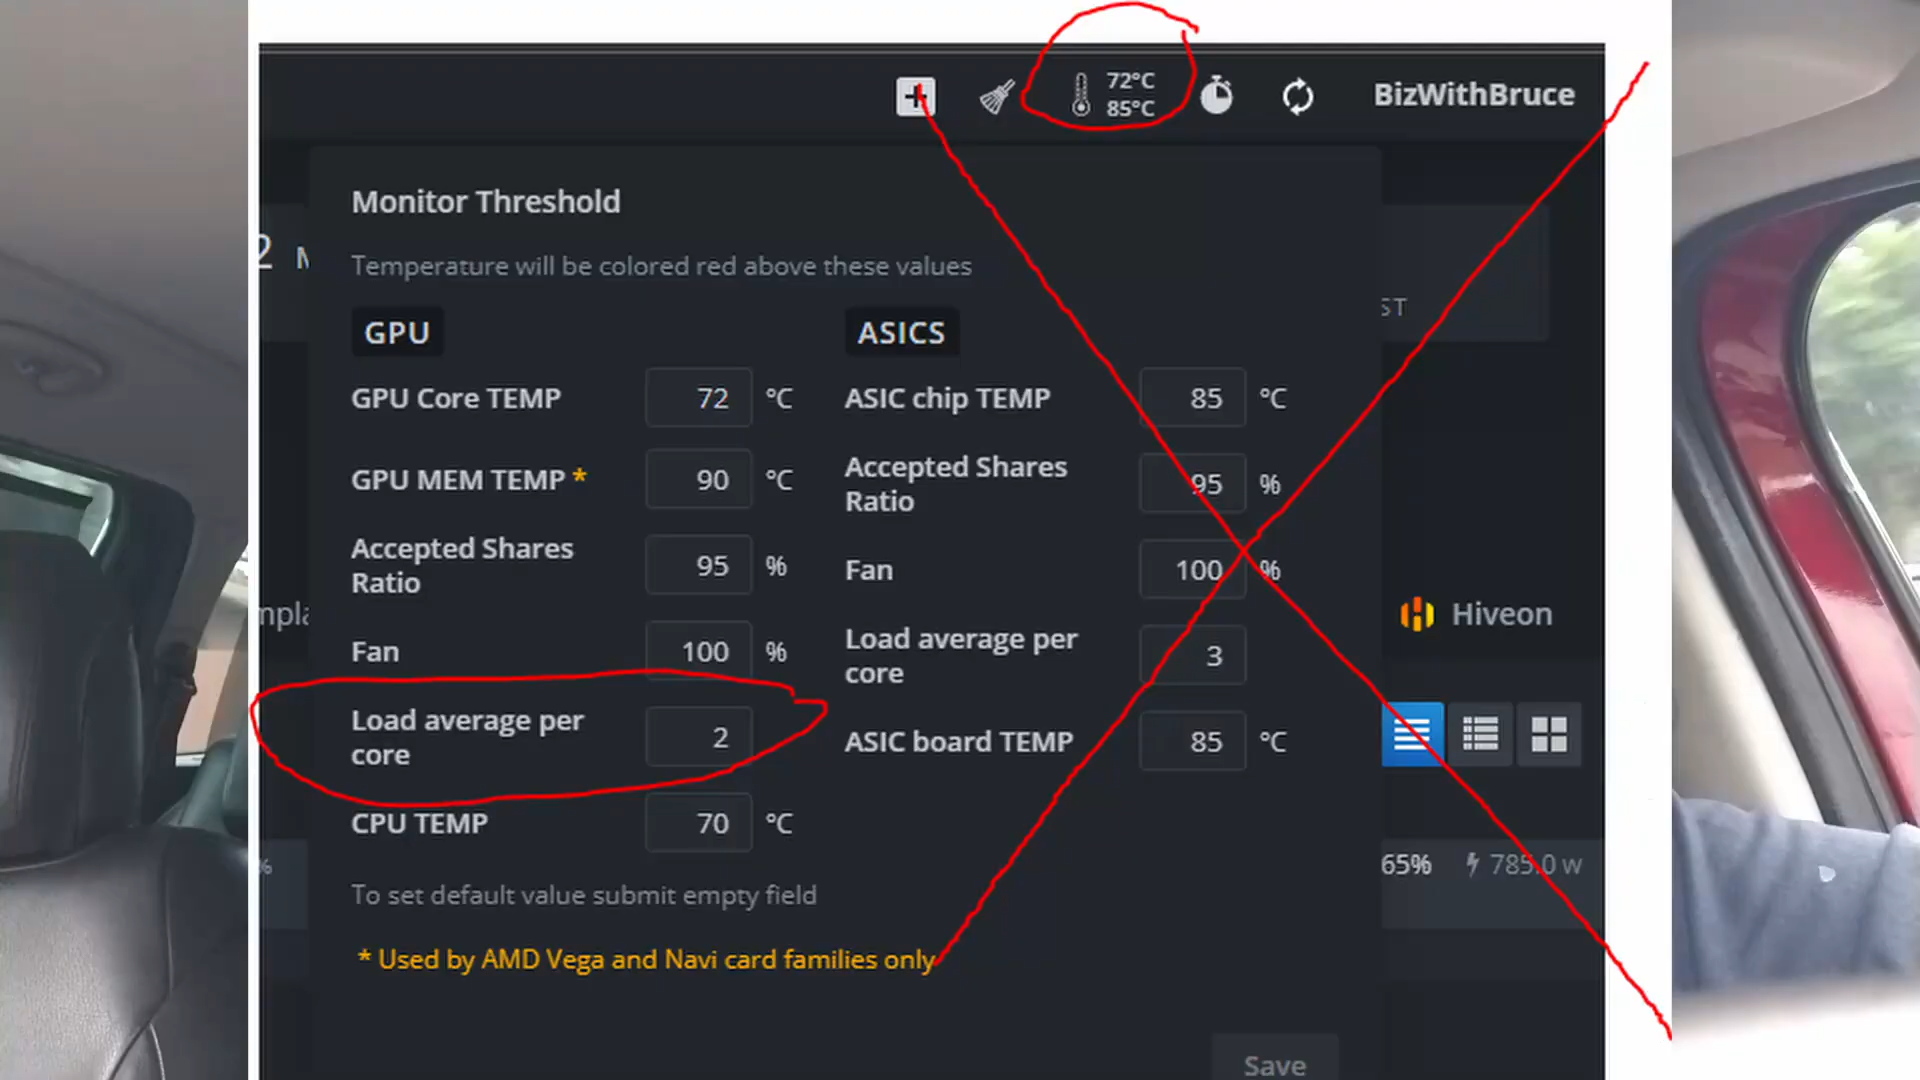 72°C
85°C
BizWithBruce
Monitor Threshold
2 M
Temperature will be colored red above these values
ST
GPU
GPU Core TEMP 72 °C
GPU MEM TEMP * 90 °C
Accepted Shares
Ratio 95 %
Fan 100 %
Load average per
core 2
CPU TEMP 70 °C
ASICS
ASIC chip TEMP 85 °C
Accepted Shares
Ratio 95 %
Fan 100 %
Load average per
core 3
ASIC board TEMP 85 °C
mpla
Hiveon
%
65% 785.0 w
To set default value submit empty field
* Used by AMD Vega and Navi card families only
Save